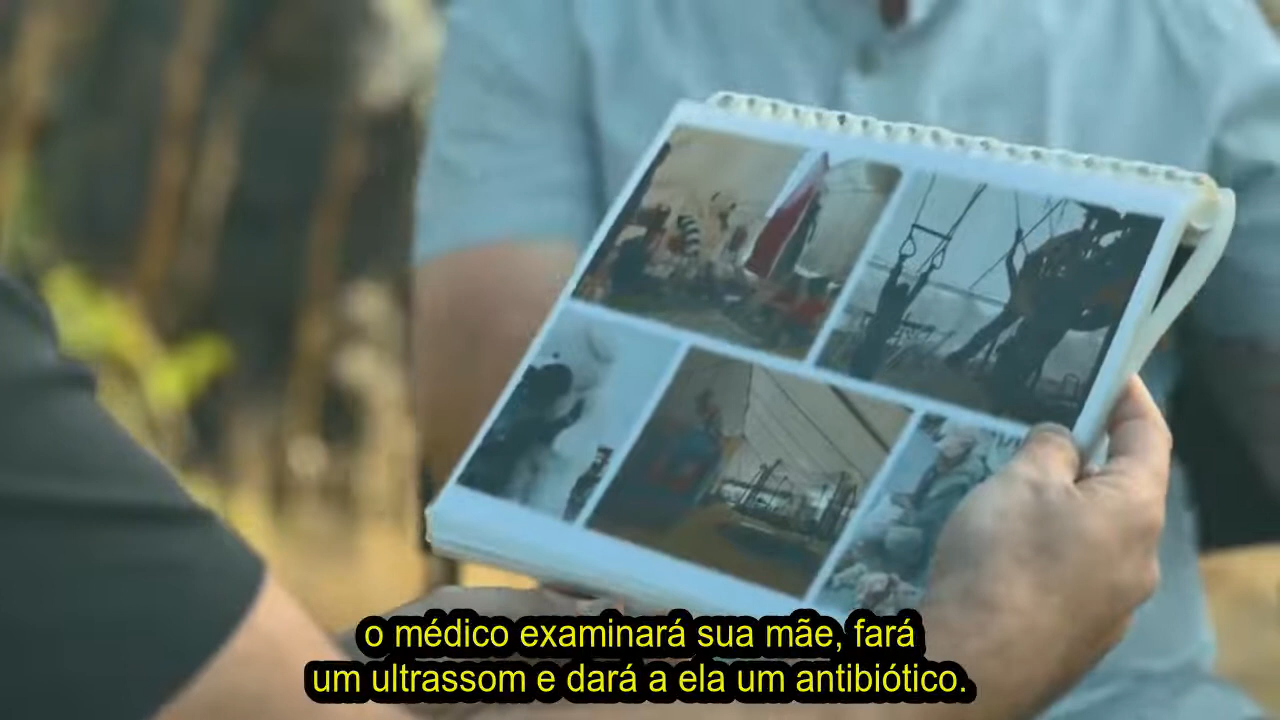 o médico examinará sua mãe, fará
um ultrassom e dará a ela um antibiótico.